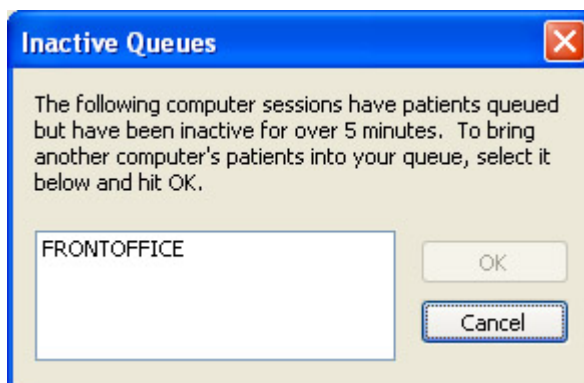 Inactive Queues
The following computer sessions have patients queued
but have been inactive for over 5 minutes.  To bring
another computer's patients into your queue, select it
below and hit OK.
FRONTOFFICE
OK
Cancel